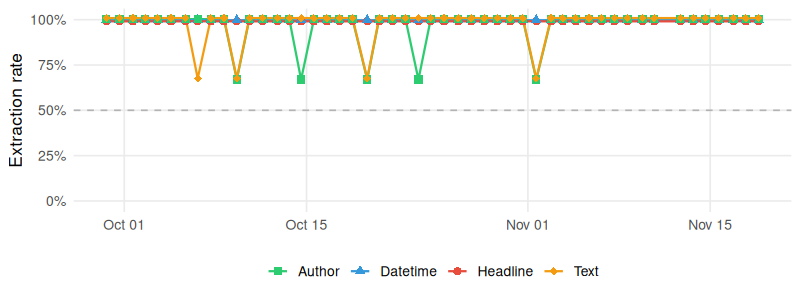 Extraction rate
100%
75%
50%
25%
0%
Oct 01 Oct 15 Nov 01 Nov 15
Author Datetime Headline Text